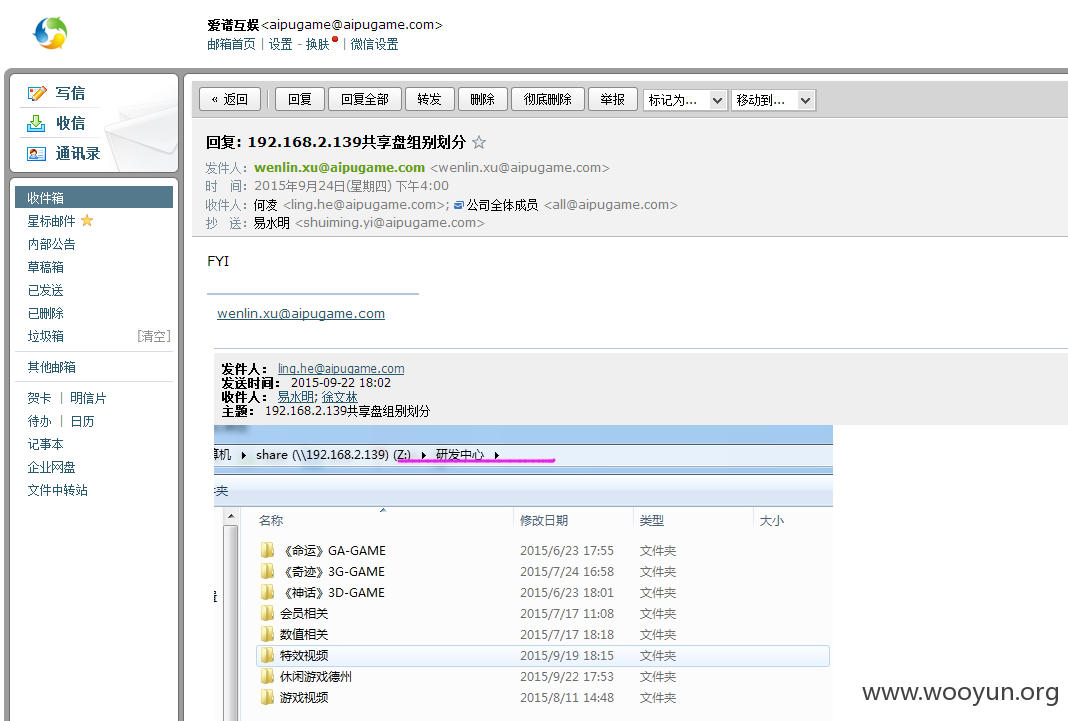 爱谱互娱<aipugame@aipugame.com>
邮箱首页 | 设置 - 换肤 | 微信设置
写信
收信
通讯录
收件箱
星标邮件
内部公告
草稿箱
已发送
已删除
垃圾箱 [清空]
其他邮箱
贺卡 | 明信片
待办 | 日历
记事本
企业网盘
文件中转站
« 返回 回复 回复全部 转发 删除 彻底删除 举报 标记为... 移动到...
回复：192.168.2.139共享盘组别划分
发件人：wenlin.xu@aipugame.com <wenlin.xu@aipugame.com>
时 间：2015年9月24日(星期四) 下午4:00
收件人：何凌 <ling.he@aipugame.com>; 公司全体成员 <all@aipugame.com>
抄 送：易水明 <shuiming.yi@aipugame.com>
FYI
wenlin.xu@aipugame.com
发件人： ling.he@aipugame.com
发送时间： 2015-09-22 18:02
收件人： 易水明; 徐文林
主题： 192.168.2.139共享盘组别划分
算机 share (\\192.168.2.139) (Z:) 研发中心
夹
名称 修改日期 类型 大小
《命运》GA-GAME 2015/6/23 17:55 文件夹
《奇迹》3G-GAME 2015/7/24 16:58 文件夹
《神话》3D-GAME 2015/6/23 18:01 文件夹
会员相关 2015/7/17 11:08 文件夹
数值相关 2015/7/17 18:18 文件夹
特效视频 2015/9/19 18:15 文件夹
休闲游戏德州 2015/9/22 17:53 文件夹
游戏视频 2015/8/11 14:48 文件夹
www.wooyun.org